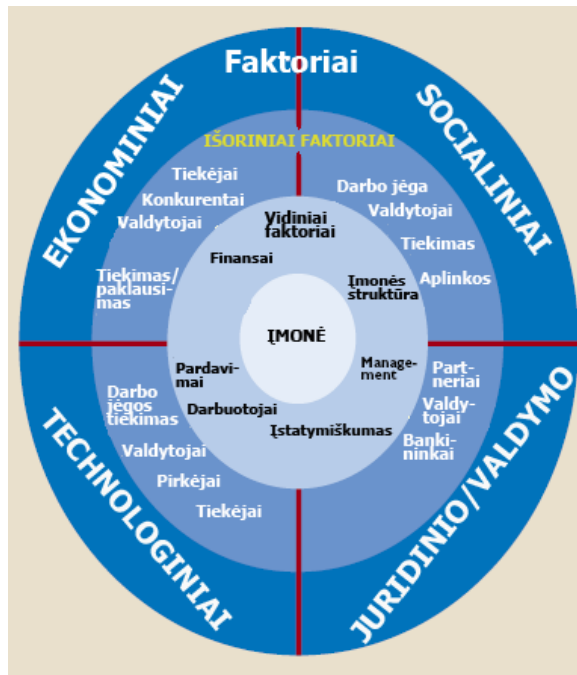 Faktoriai
EKONOMINIAI
SOCIALINIAI
IŠORINIAI FAKTORIAI
Tiekėjai
Konkurentai
Valdytojai
Tiekimas/
paklausi-
mas
Darbo jėga
Valdytojai
Tiekimas
Aplinkos
Vidiniai
faktoriai
Finansai
Įmonės
struktūra
ĮMONĖ
Pardavi-
mai
Darbuotojai
Manage-
ment
Įstatymiškumas
Darbo
jėgos
tiekimas
Valdytojai
Pirkėjai
Tiekėjai
Part-
neriai
Valdy-
tojai
Banki-
ninkai
TECHNOLOGINIAI
JURIDINIO/VALDYMO